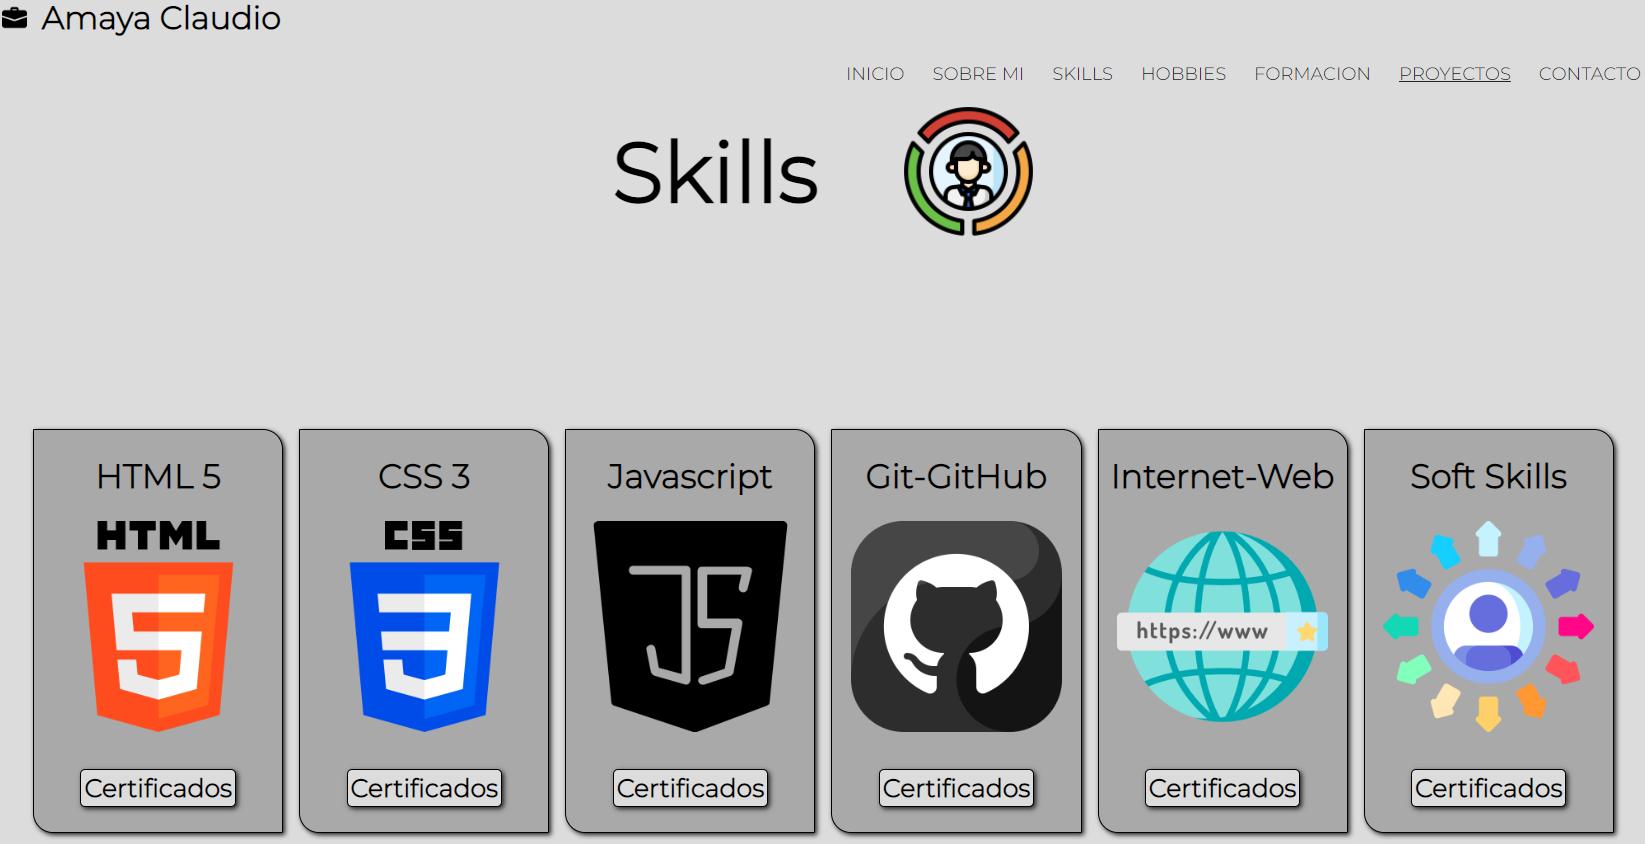 Amaya Claudio
INICIO SOBRE MI SKILLS HOBBIES FORMACION PROYECTOS CONTACTO
Skills
HTML 5 CSS 3 Javascript Git-GitHub Internet-Web Soft Skills
HTML CSS
5 3 JS https://www
Certificados Certificados Certificados Certificados Certificados Certificados